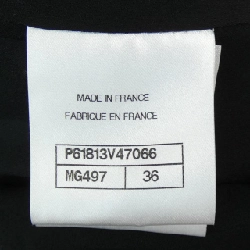 MADE IN FRANCE
FABRIQUE EN FRANCE
P61813V47066
MG497 36